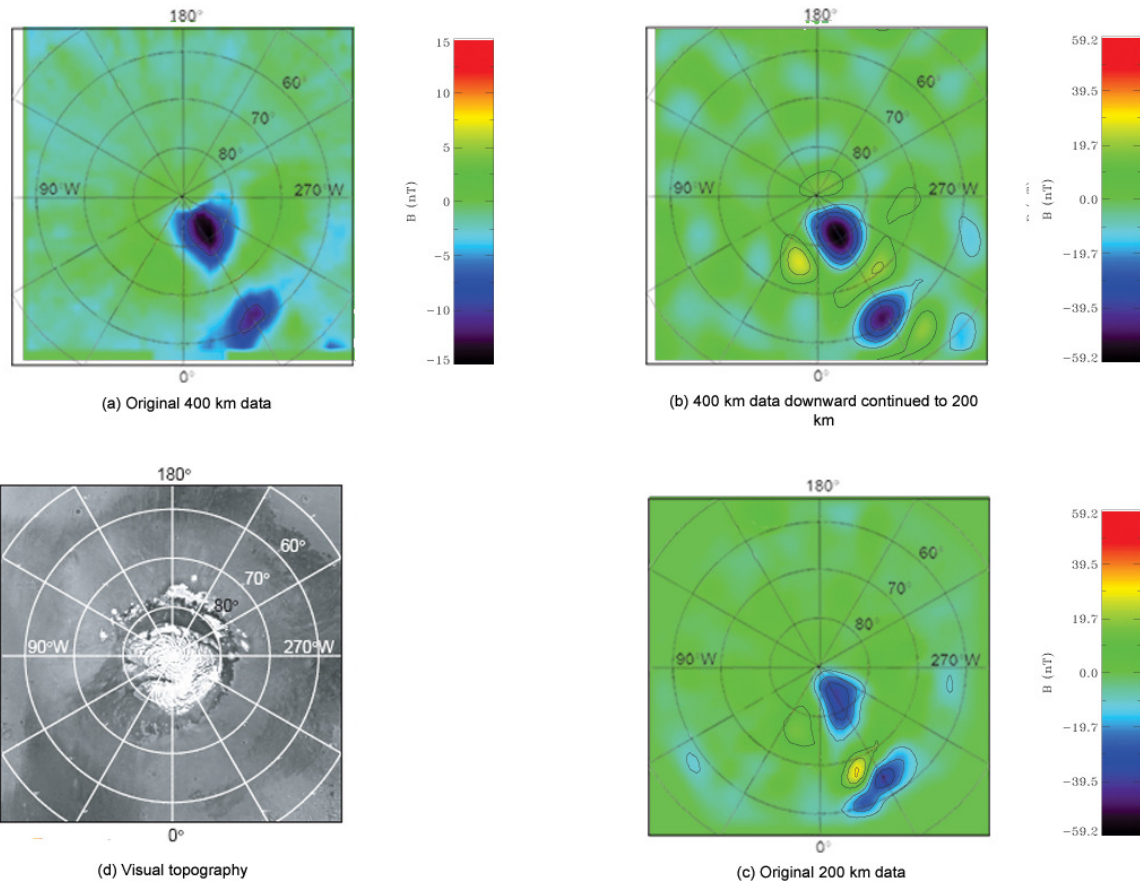 180°
60°
70°
80°
90°W
270°W
0°
15
10
5
0
−5
−10
−15
B (nT)
(a) Original 400 km data
180°
60°
70°
80°
90°W
270°W
0°
59.2
39.5
19.7
0.0
−19.7
−39.5
−59.2
B (nT)
(b) 400 km data downward continued to 200
km
180°
60°
70°
80°
90°W
270°W
0°
(d) Visual topography
180°
60°
70°
80°
90°W
270°W
0°
59.2
39.5
19.7
0.0
−19.7
−39.5
−59.2
B (nT)
(c) Original 200 km data